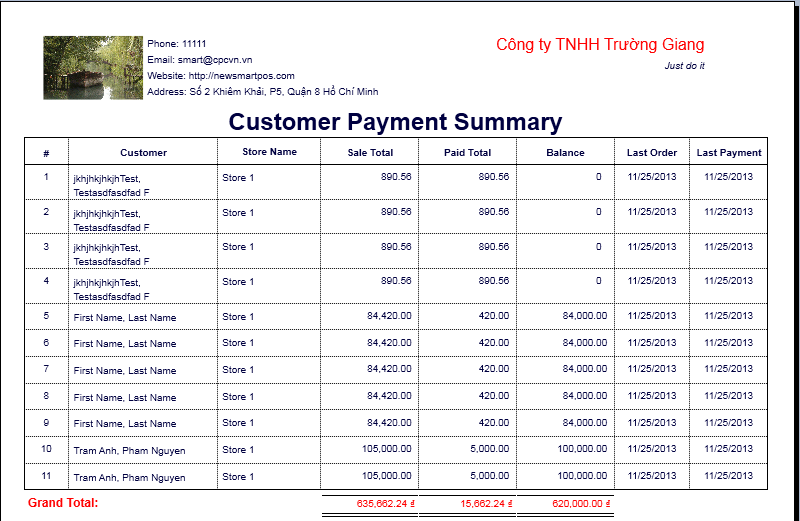 Phone: 11111
Công ty TNHH Trường Giang
Email: smart@cpcvn.vn
Just do it
Website: http://newsmartpos.com
Address: Số 2 Khiêm Khải, P5, Quận 8 Hồ Chí Minh
Customer Payment Summary
# Customer Store Name Sale Total Paid Total Balance Last Order Last Payment
1 jkhjhkjhkjhTest, Store 1 890.56 890.56 0 11/25/2013 11/25/2013
Testasdfasdfad F
2 jkhjhkjhkjhTest, Store 1 890.56 890.56 0 11/25/2013 11/25/2013
Testasdfasdfad F
3 jkhjhkjhkjhTest, Store 1 890.56 890.56 0 11/25/2013 11/25/2013
Testasdfasdfad F
4 jkhjhkjhkjhTest, Store 1 890.56 890.56 0 11/25/2013 11/25/2013
Testasdfasdfad F
5 First Name, Last Name Store 1 84,420.00 420.00 84,000.00 11/25/2013 11/25/2013
6 First Name, Last Name Store 1 84,420.00 420.00 84,000.00 11/25/2013 11/25/2013
7 First Name, Last Name Store 1 84,420.00 420.00 84,000.00 11/25/2013 11/25/2013
8 First Name, Last Name Store 1 84,420.00 420.00 84,000.00 11/25/2013 11/25/2013
9 First Name, Last Name Store 1 84,420.00 420.00 84,000.00 11/25/2013 11/25/2013
10 Tram Anh, Pham Nguyen Store 1 105,000.00 5,000.00 100,000.00 11/25/2013 11/25/2013
11 Tram Anh, Pham Nguyen Store 1 105,000.00 5,000.00 100,000.00 11/25/2013 11/25/2013
Grand Total: 635,662.24 ₫ 15,662.24 ₫ 620,000.00 ₫